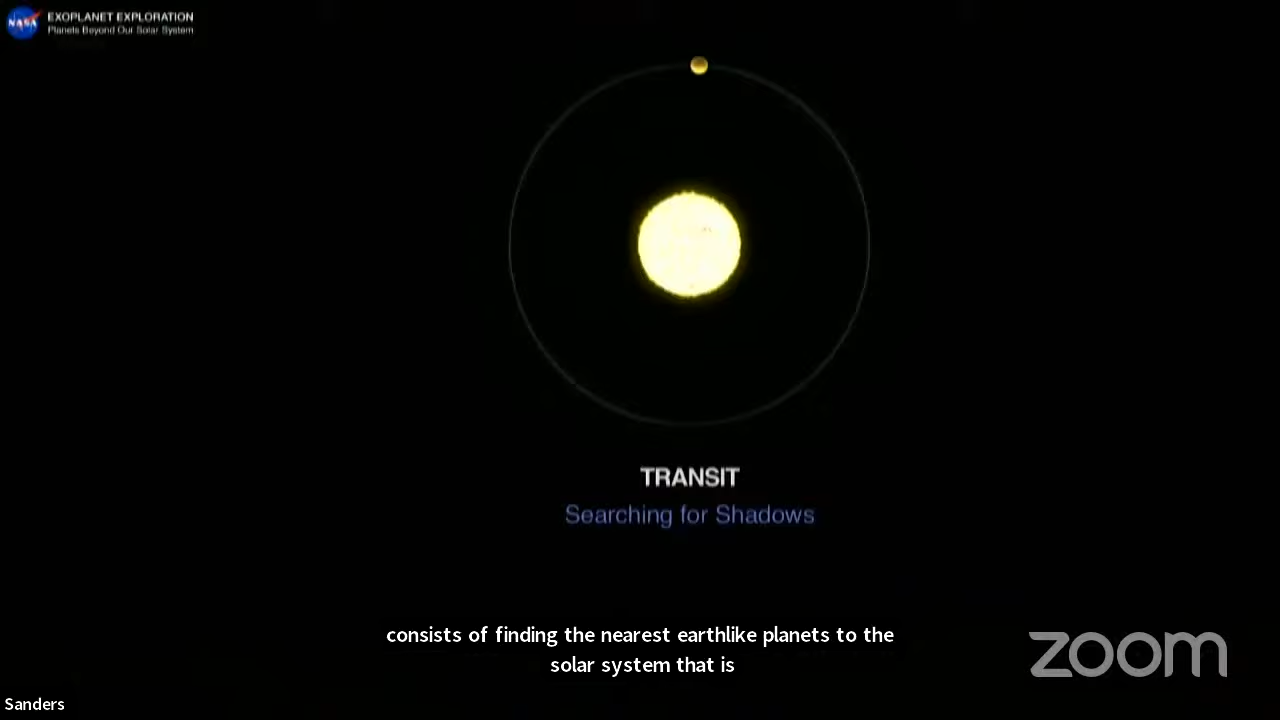 NASA
EXOPLANET EXPLORATION
Planets Beyond Our Solar System
TRANSIT
Searching for Shadows
consists of finding the nearest earthlike planets to the
solar system that is
zoom
Sanders